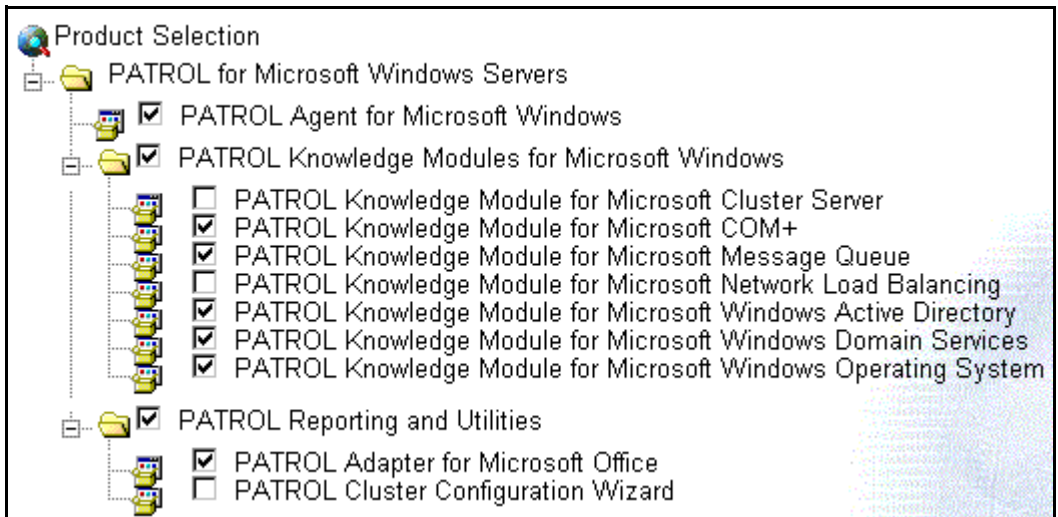 Product Selection
PATROL for Microsoft Windows Servers
PATROL Agent for Microsoft Windows
PATROL Knowledge Modules for Microsoft Windows
PATROL Knowledge Module for Microsoft Cluster Server
PATROL Knowledge Module for Microsoft COM+
PATROL Knowledge Module for Microsoft Message Queue
PATROL Knowledge Module for Microsoft Network Load Balancing
PATROL Knowledge Module for Microsoft Windows Active Directory
PATROL Knowledge Module for Microsoft Windows Domain Services
PATROL Knowledge Module for Microsoft Windows Operating System
PATROL Reporting and Utilities
PATROL Adapter for Microsoft Office
PATROL Cluster Configuration Wizard